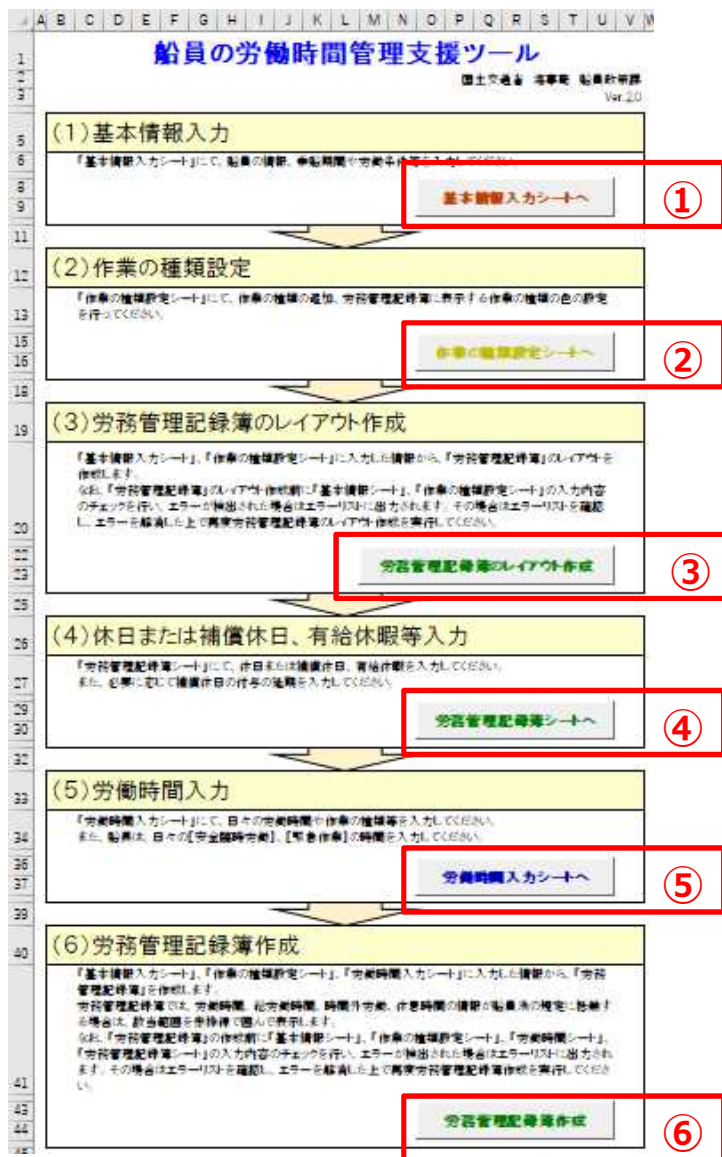 A B C D E F G H I J K L M N O P Q R S T U V W
1
船員の労働時間管理支援ツール
2
国土交通省 海事局 船員政策課
3
Ver.2.0
5
(1)基本情報入力
6
『基本情報入力シート』にて、船員の情報、乗船期間や労働条件等を入力してください。
8
基本情報入力シートへ
①
9
11
12
(2)作業の種類設定
13
『作業の種類設定シート』にて、作業の種類の追加、労務管理記録簿に表示する作業の種類の色の設定
を行ってください。
15
作業の種類設定シートへ
②
16
18
19
(3)労務管理記録簿のレイアウト作成
20
『基本情報入力シート』、『作業の種類設定シート』に入力した情報から、『労務管理記録簿』のレイアウトを
作成します。
なお、『労務管理記録簿』のレイアウト作成前に『基本情報シート』、『作業の種類設定シート』の入力内容
のチェックを行い、エラーが検出された場合はエラーリストに出力されます。その場合はエラーリストを確認
し、エラーを解消した上で再度労務管理記録簿のレイアウト作成を実行してください。
22
労務管理記録簿のレイアウト作成
③
23
25
26
(4)休日または補償休日、有給休暇等入力
27
『労務管理記録簿シート』にて、休日または補償休日、有給休暇を入力してください。
また、必要に応じて補償休日の付与の延期を入力してください。
29
労務管理記録簿シートへ
④
30
32
33
(5)労働時間入力
34
『労働時間入力シート』にて、日々の労働時間や作業の種類等を入力してください。
また、船長は、日々の[安全臨時労働]、[緊急作業]の時間を入力してください。
36
労働時間入力シートへ
⑤
37
39
40
(6)労務管理記録簿作成
41
『基本情報入力シート』、『作業の種類設定シート』、『労働時間入力シート』に入力した情報から、『労務
管理記録簿』を作成します。
労務管理記録簿では、労働時間、総労働時間、時間外労働、休息時間の情報が船員法の規定に抵触す
る場合は、該当範囲を赤枠等で囲んで表示します。
なお、『労務管理記録簿』の作成前に『基本情報シート』、『作業の種類設定シート』、『労働時間シート』、
『労務管理記録簿シート』の入力内容のチェックを行い、エラーが検出された場合はエラーリストに出力され
ます。その場合はエラーリストを確認し、エラーを解消した上で再度労務管理記録簿作成を実行してくださ
い。
43
労務管理記録簿作成
⑥
44
45